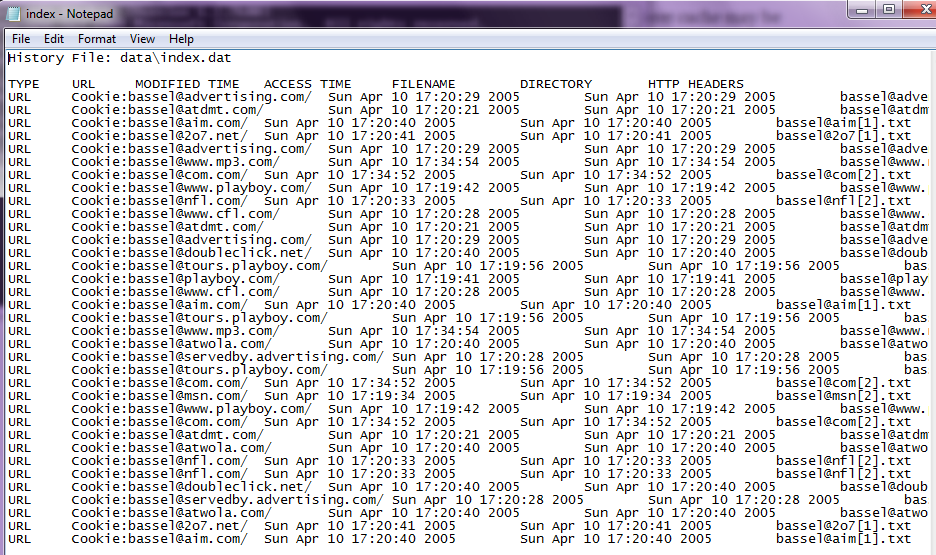 index - Notepad
File Edit Format View Help
History File: data\index.dat
TYPE URL MODIFIED TIME ACCESS TIME FILENAME DIRECTORY HTTP HEADERS
URL Cookie:bassel@advertising.com/ Sun Apr 10 17:20:29 2005 Sun Apr 10 17:20:29 2005 bassel@adve
URL Cookie:bassel@atdmt.com/ Sun Apr 10 17:20:21 2005 Sun Apr 10 17:20:21 2005 bassel@atdm
URL Cookie:bassel@aim.com/ Sun Apr 10 17:20:40 2005 Sun Apr 10 17:20:40 2005 bassel@aim[1].txt
URL Cookie:bassel@2o7.net/ Sun Apr 10 17:20:41 2005 Sun Apr 10 17:20:41 2005 bassel@2o7[1].txt
URL Cookie:bassel@advertising.com/ Sun Apr 10 17:20:29 2005 Sun Apr 10 17:20:29 2005 bassel@adve
URL Cookie:bassel@www.mp3.com/ Sun Apr 10 17:34:54 2005 Sun Apr 10 17:34:54 2005 bassel@www.
URL Cookie:bassel@com.com/ Sun Apr 10 17:34:52 2005 Sun Apr 10 17:34:52 2005 bassel@com[2].txt
URL Cookie:bassel@www.playboy.com/ Sun Apr 10 17:19:42 2005 Sun Apr 10 17:19:42 2005 bassel@www.
URL Cookie:bassel@nfl.com/ Sun Apr 10 17:20:33 2005 Sun Apr 10 17:20:33 2005 bassel@nfl[2].txt
URL Cookie:bassel@www.cfl.com/ Sun Apr 10 17:20:28 2005 Sun Apr 10 17:20:28 2005 bassel@www.
URL Cookie:bassel@atdmt.com/ Sun Apr 10 17:20:21 2005 Sun Apr 10 17:20:21 2005 bassel@atdm
URL Cookie:bassel@advertising.com/ Sun Apr 10 17:20:29 2005 Sun Apr 10 17:20:29 2005 bassel@adve
URL Cookie:bassel@doubleclick.net/ Sun Apr 10 17:20:40 2005 Sun Apr 10 17:20:40 2005 bassel@doub
URL Cookie:bassel@tours.playboy.com/ Sun Apr 10 17:19:56 2005 Sun Apr 10 17:19:56 2005 bas
URL Cookie:bassel@playboy.com/ Sun Apr 10 17:19:41 2005 Sun Apr 10 17:19:41 2005 bassel@play
URL Cookie:bassel@www.cfl.com/ Sun Apr 10 17:20:28 2005 Sun Apr 10 17:20:28 2005 bassel@www.
URL Cookie:bassel@aim.com/ Sun Apr 10 17:20:40 2005 Sun Apr 10 17:20:40 2005 bassel@aim[1].txt
URL Cookie:bassel@tours.playboy.com/ Sun Apr 10 17:19:56 2005 Sun Apr 10 17:19:56 2005 bas
URL Cookie:bassel@www.mp3.com/ Sun Apr 10 17:34:54 2005 Sun Apr 10 17:34:54 2005 bassel@www.
URL Cookie:bassel@atwola.com/ Sun Apr 10 17:20:40 2005 Sun Apr 10 17:20:40 2005 bassel@atwo
URL Cookie:bassel@servedby.advertising.com/ Sun Apr 10 17:20:28 2005 Sun Apr 10 17:20:28 2005 bas
URL Cookie:bassel@tours.playboy.com/ Sun Apr 10 17:19:56 2005 Sun Apr 10 17:19:56 2005 bas
URL Cookie:bassel@com.com/ Sun Apr 10 17:34:52 2005 Sun Apr 10 17:34:52 2005 bassel@com[2].txt
URL Cookie:bassel@msn.com/ Sun Apr 10 17:19:34 2005 Sun Apr 10 17:19:34 2005 bassel@msn[2].txt
URL Cookie:bassel@www.playboy.com/ Sun Apr 10 17:19:42 2005 Sun Apr 10 17:19:42 2005 bassel@www.
URL Cookie:bassel@com.com/ Sun Apr 10 17:34:52 2005 Sun Apr 10 17:34:52 2005 bassel@com[2].txt
URL Cookie:bassel@atdmt.com/ Sun Apr 10 17:20:21 2005 Sun Apr 10 17:20:21 2005 bassel@atdm
URL Cookie:bassel@atwola.com/ Sun Apr 10 17:20:40 2005 Sun Apr 10 17:20:40 2005 bassel@atwo
URL Cookie:bassel@nfl.com/ Sun Apr 10 17:20:33 2005 Sun Apr 10 17:20:33 2005 bassel@nfl[2].txt
URL Cookie:bassel@nfl.com/ Sun Apr 10 17:20:33 2005 Sun Apr 10 17:20:33 2005 bassel@nfl[2].txt
URL Cookie:bassel@doubleclick.net/ Sun Apr 10 17:20:40 2005 Sun Apr 10 17:20:40 2005 bassel@doub
URL Cookie:bassel@servedby.advertising.com/ Sun Apr 10 17:20:28 2005 Sun Apr 10 17:20:28 2005 bas
URL Cookie:bassel@atwola.com/ Sun Apr 10 17:20:40 2005 Sun Apr 10 17:20:40 2005 bassel@atwo
URL Cookie:bassel@2o7.net/ Sun Apr 10 17:20:41 2005 Sun Apr 10 17:20:41 2005 bassel@2o7[1].txt
URL Cookie:bassel@aim.com/ Sun Apr 10 17:20:40 2005 Sun Apr 10 17:20:40 2005 bassel@aim[1].txt